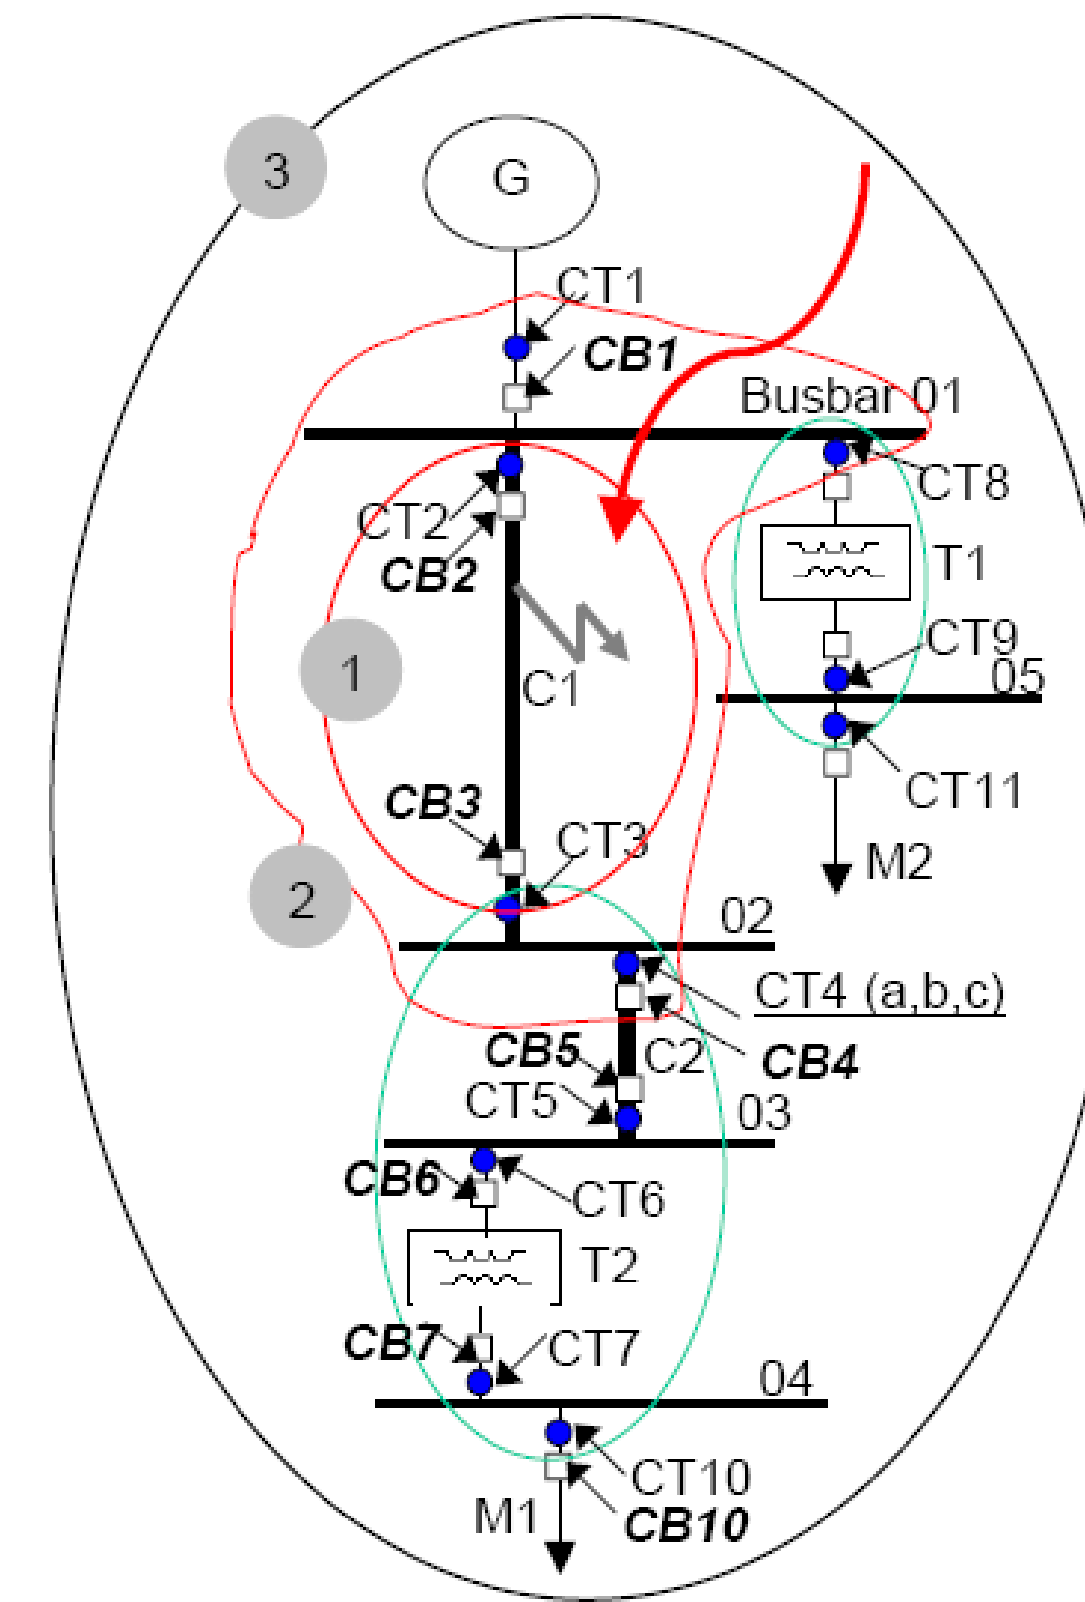 3
G
CT1
CB1
Busbar 01
CT8
CT2
CB2
T1
CT9
05
1
C1
CB3
CT3
CT11
M2
2
02
CT4 (a,b,c)
CB5
C2
CB4
CT5
03
CB6
CT6
T2
CB7
CT7
04
CT10
M1
CB10